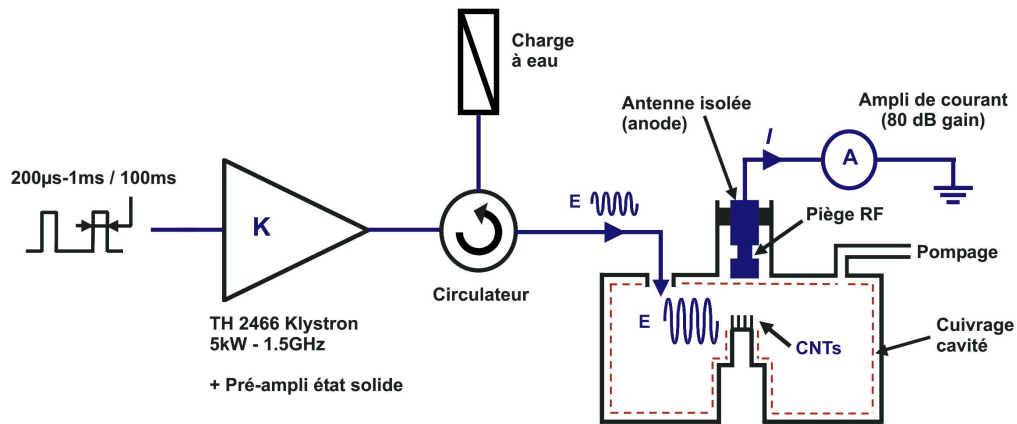 Charge
à eau
Antenne isolée
(anode)
Ampli de courant
(80 dB gain)
200µs-1ms / 100ms
I
A
K
E
Piège RF
Pompage
Circulateur
TH 2466 Klystron
5kW - 1.5GHz
+ Pré-ampli état solide
E
CNTs
Cuivrage
cavité